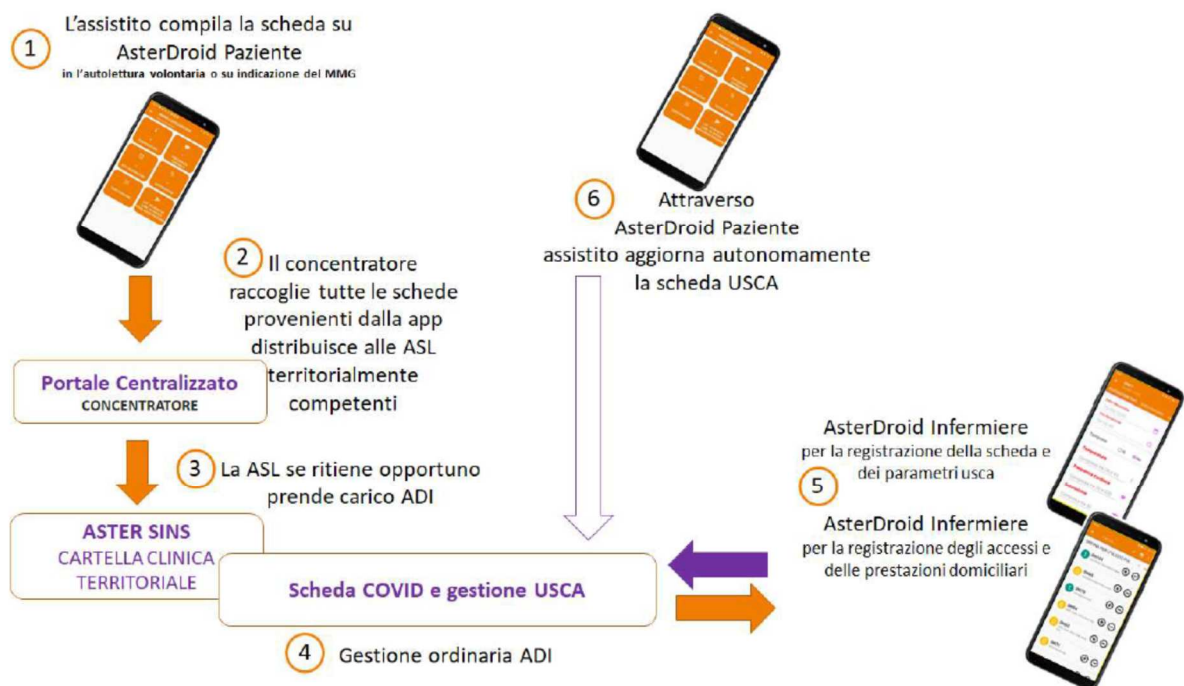 1
L'assistito compila la scheda su
AsterDroid Paziente
in l'autolettura volontaria o su indicazione del MMG
2
Il concentratore
raccoglie tutte le schede
provenienti dalla app
distribuisce alle ASL
territorialmente
competenti
Portale Centralizzato
CONCENTRATORE
3
La ASL se ritiene opportuno
prende carico ADI
ASTER SINS
CARTELLA CLINICA
TERRITORIALE
Scheda COVID e gestione USCA
4
Gestione ordinaria ADI
6
Attraverso
AsterDroid Paziente
assistito aggiorna autonomamente
la scheda USCA
AsterDroid Infermiere
per la registrazione della scheda e
dei parametri usca
5
AsterDroid Infermiere
per la registrazione degli accessi e
delle prestazioni domiciliari